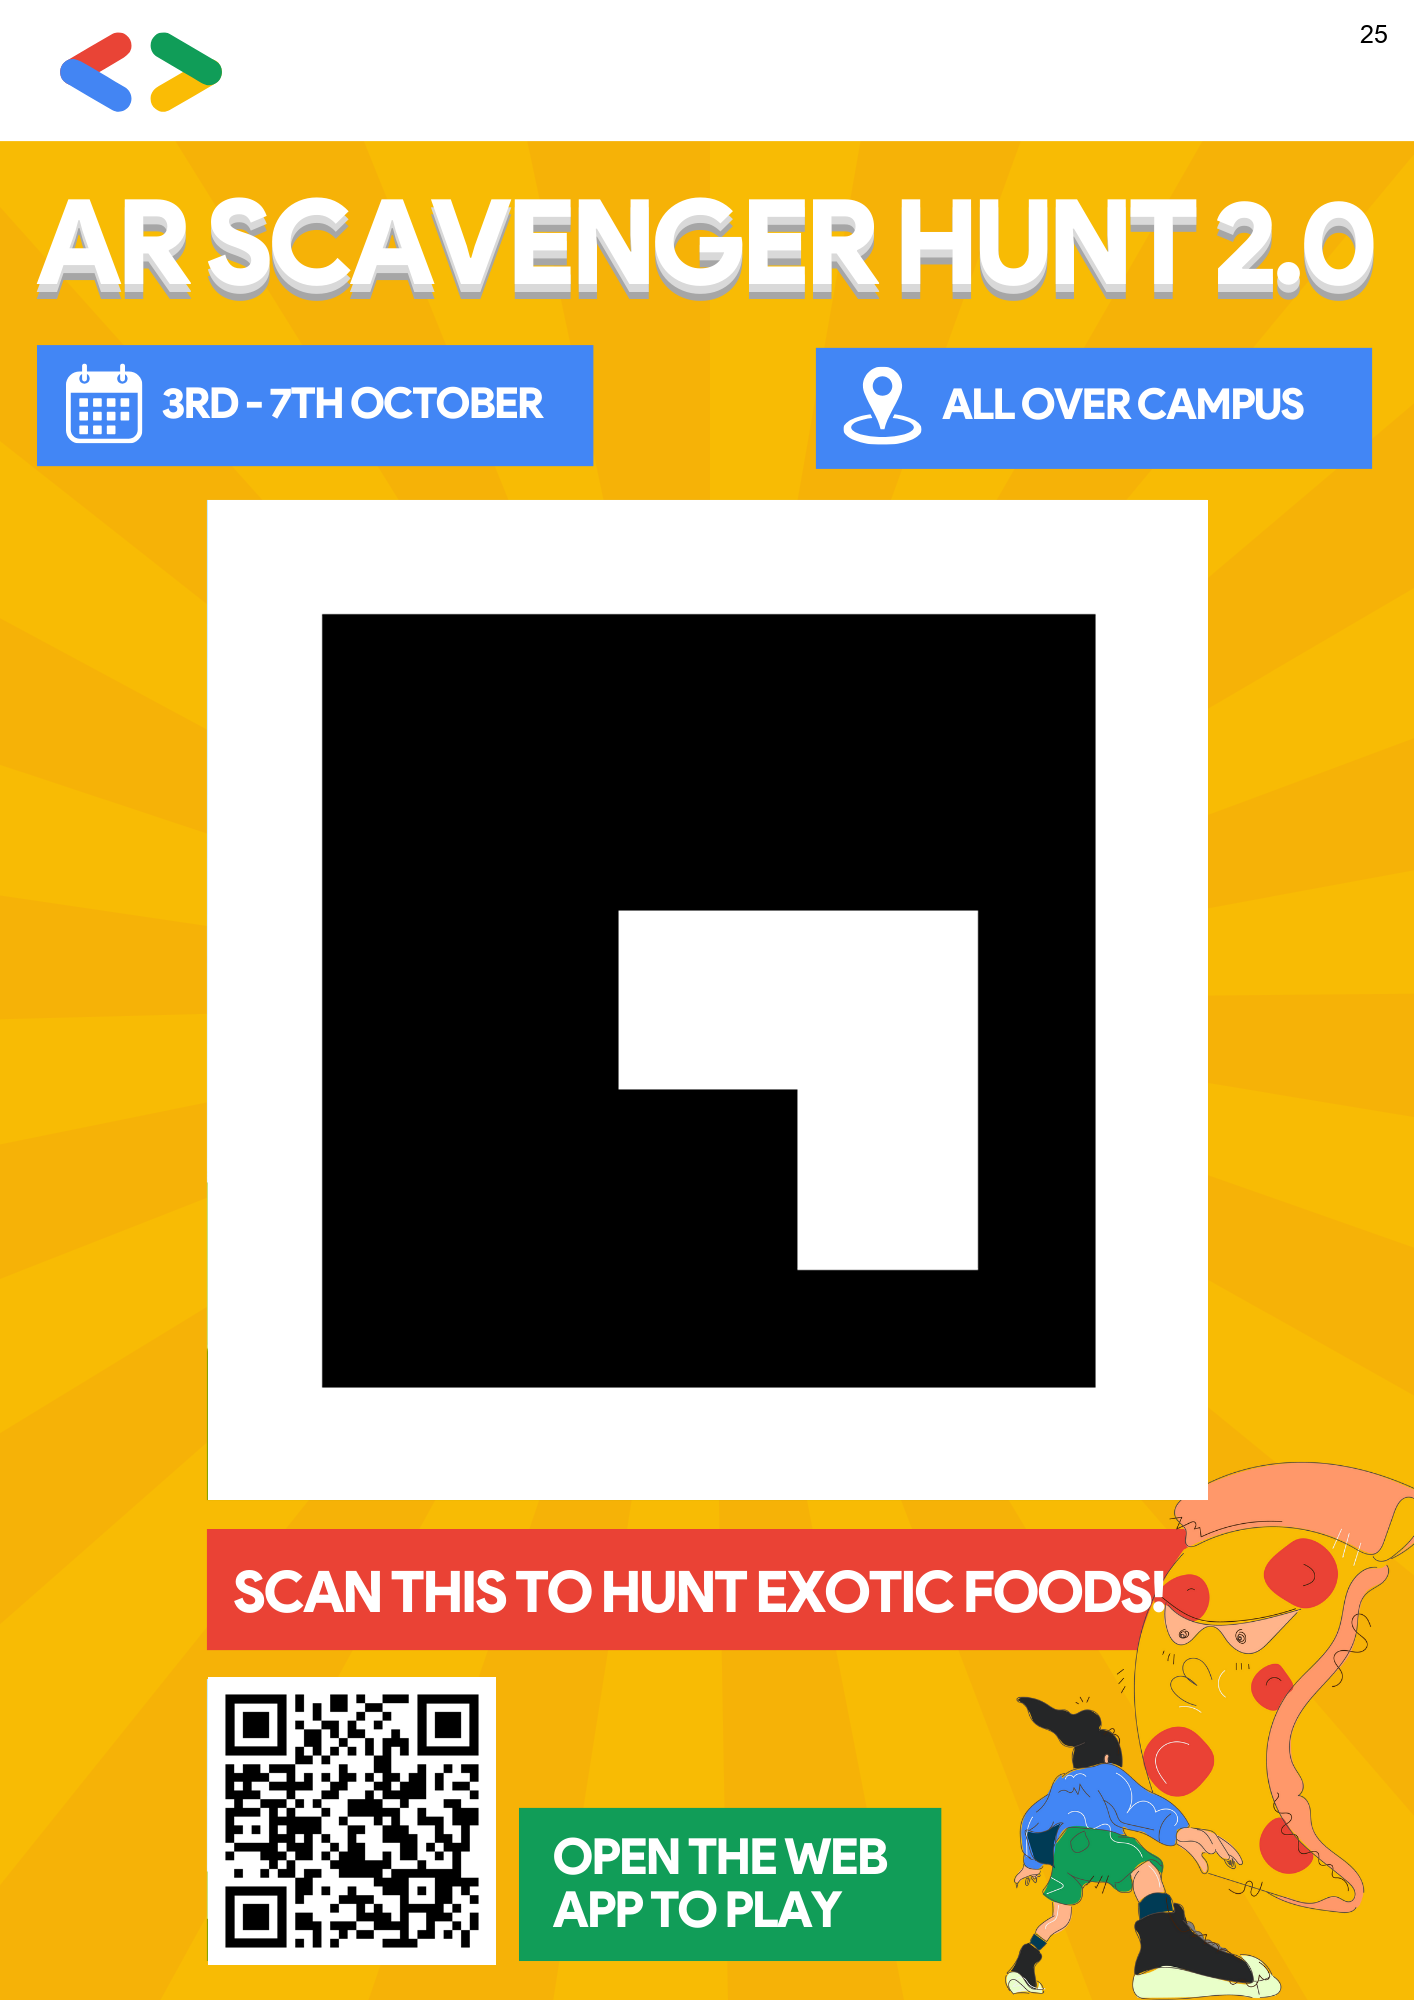 25
AR SCAVENGER HUNT 2.0
3RD - 7TH OCTOBER
ALL OVER CAMPUS
SCAN THIS TO HUNT EXOTIC FOODS!
OPEN THE WEB
APP TO PLAY